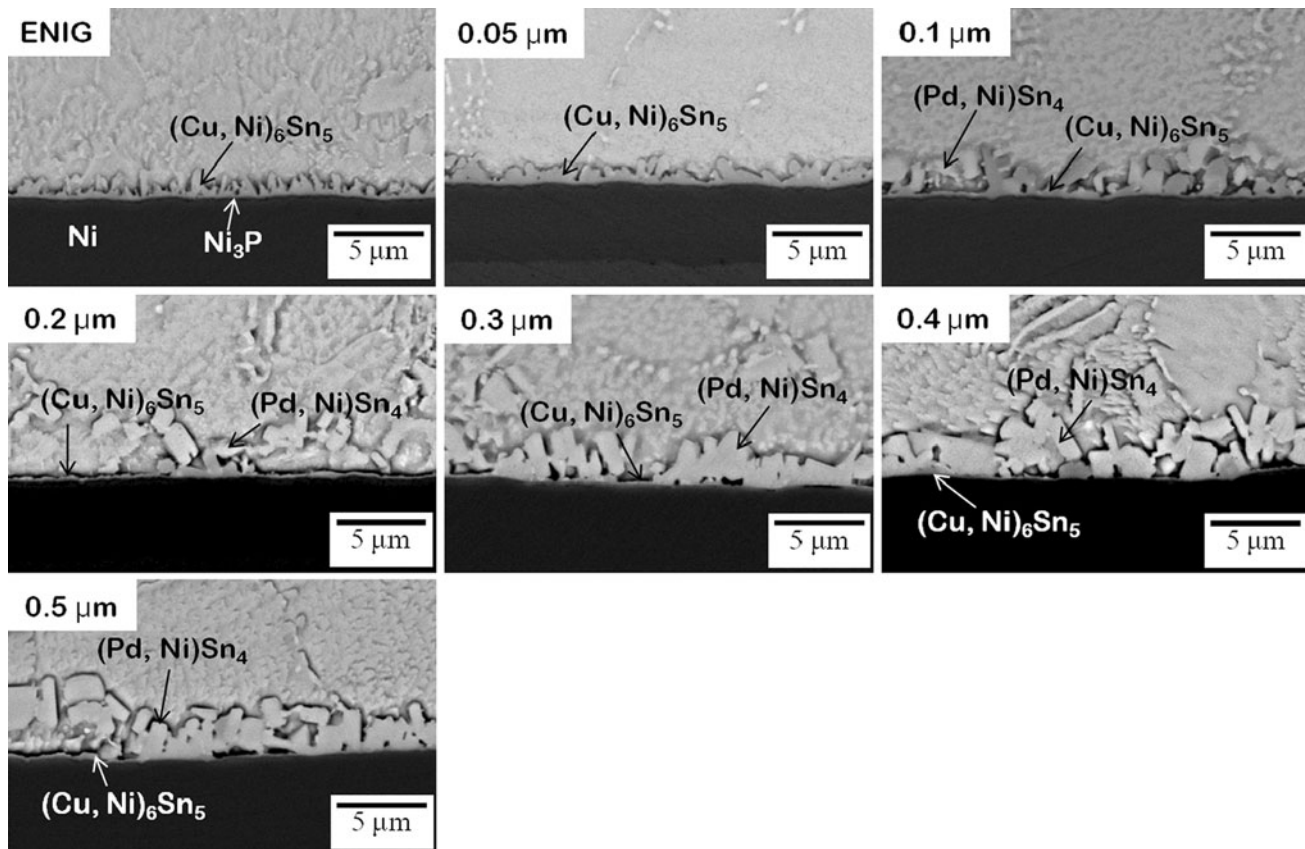 ENIG
(Cu, Ni)₆Sn₅
Ni
Ni₃P
5 μm
0.05 μm
(Cu, Ni)₆Sn₅
5 μm
0.1 μm
(Pd, Ni)Sn₄
(Cu, Ni)₆Sn₅
5 μm
0.2 μm
(Cu, Ni)₆Sn₅
(Pd, Ni)Sn₄
5 μm
0.3 μm
(Pd, Ni)Sn₄
(Cu, Ni)₆Sn₅
5 μm
0.4 μm
(Pd, Ni)Sn₄
(Cu, Ni)₆Sn₅
5 μm
0.5 μm
(Pd, Ni)Sn₄
(Cu, Ni)₆Sn₅
5 μm